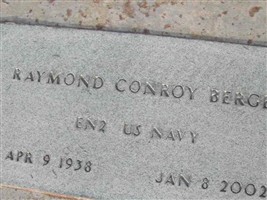 RAYMOND CONROY BERGE
EN2 US NAVY
APR 9 1938
JAN 8 2002